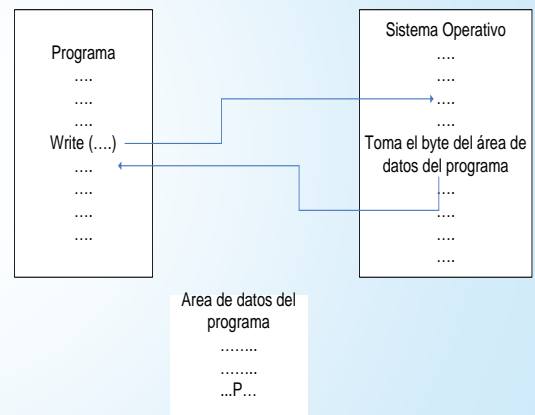 Programa
....
....
....
Write (....)
....
....
....
....
Sistema Operativo
....
....
....
....
Toma el byte del área de
datos del programa
....
....
....
....
Area de datos del
programa
........
........
...P...